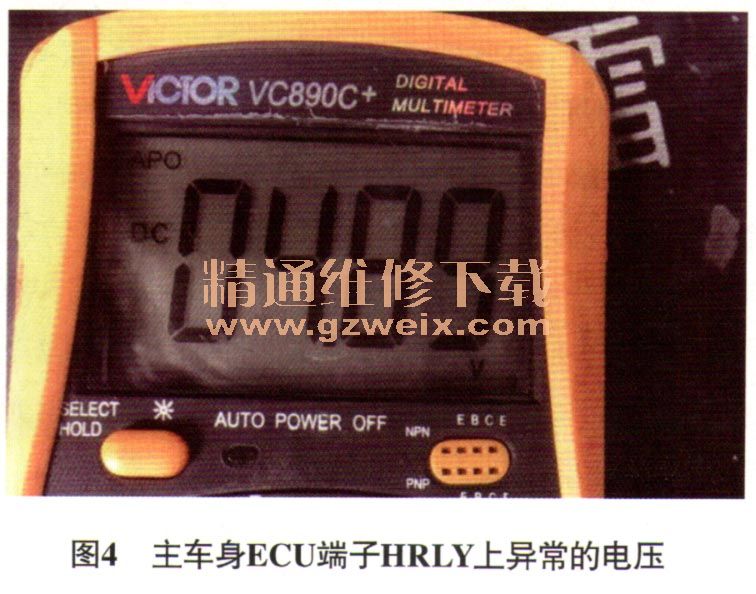 VICTOR VC890C+ DIGITAL
MULTIMETER
APO
DC
精通维修下载
www.gzweix.com
V
SELECT
HOLD
AUTO POWER OFF
NPN
E B C E
PNP
E B C E
图4 主车身ECU端子HRLY上异常的电压